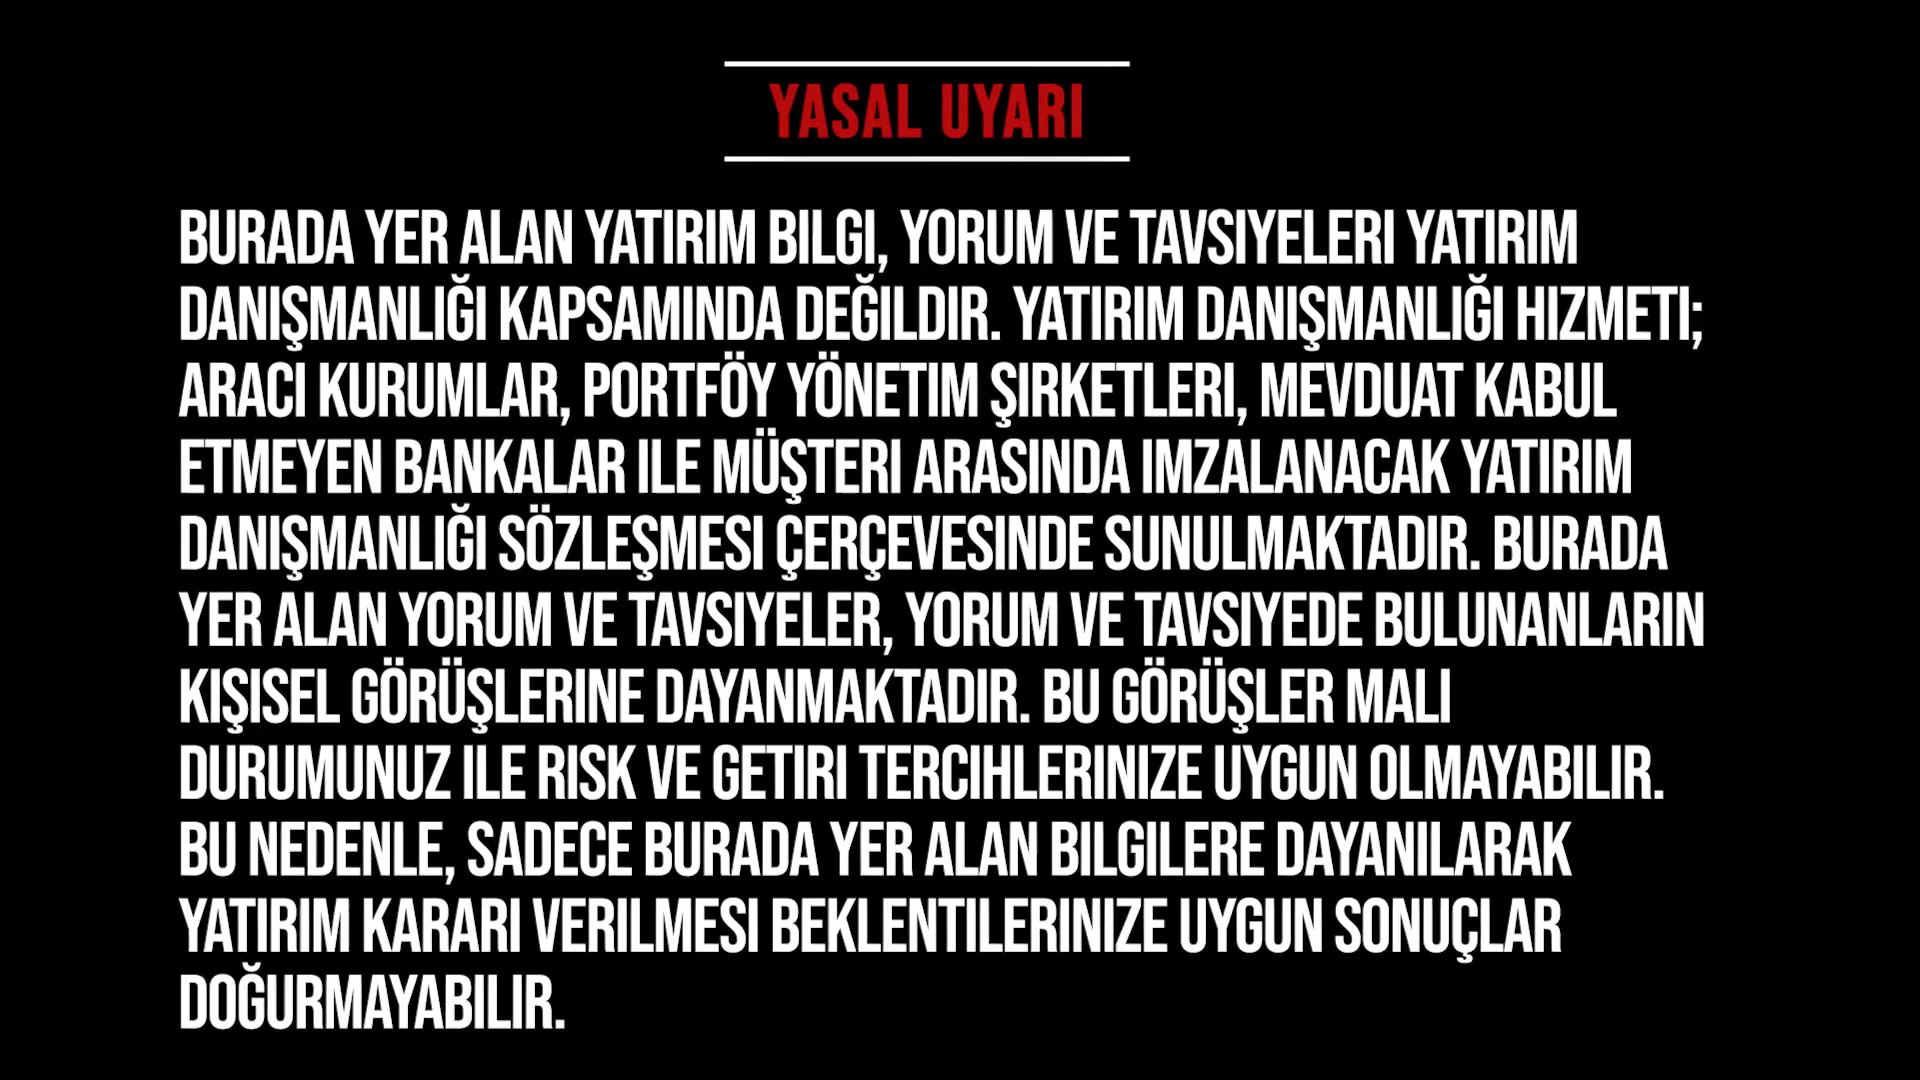 YASAL UYARI
BURADA YER ALAN YATIRIM BILGI, YORUM VE TAVSIYELERI YATIRIM
DANIŞMANLIĞI KAPSAMINDA DEĞILDIR. YATIRIM DANIŞMANLIĞI HIZMETI;
ARACI KURUMLAR, PORTFÖY YÖNETIM ŞIRKETLERI, MEVDUAT KABUL
ETMEYEN BANKALAR ILE MÜŞTERI ARASINDA IMZALANACAK YATIRIM
DANIŞMANLIĞI SÖZLEŞMESI ÇERÇEVESINDE SUNULMAKTADIR. BURADA
YER ALAN YORUM VE TAVSIYELER, YORUM VE TAVSIYEDE BULUNANLARIN
KIŞISEL GÖRÜŞLERINE DAYANMAKTADIR. BU GÖRÜŞLER MALI
DURUMUNUZ ILE RISK VE GETIRI TERCIHLERINIZE UYGUN OLMAYABILIR.
BU NEDENLE, SADECE BURADA YER ALAN BILGILERE DAYANILARAK
YATIRIM KARARI VERILMESI BEKLENTILERINIZE UYGUN SONUÇLAR
DOĞURMAYABILIR.